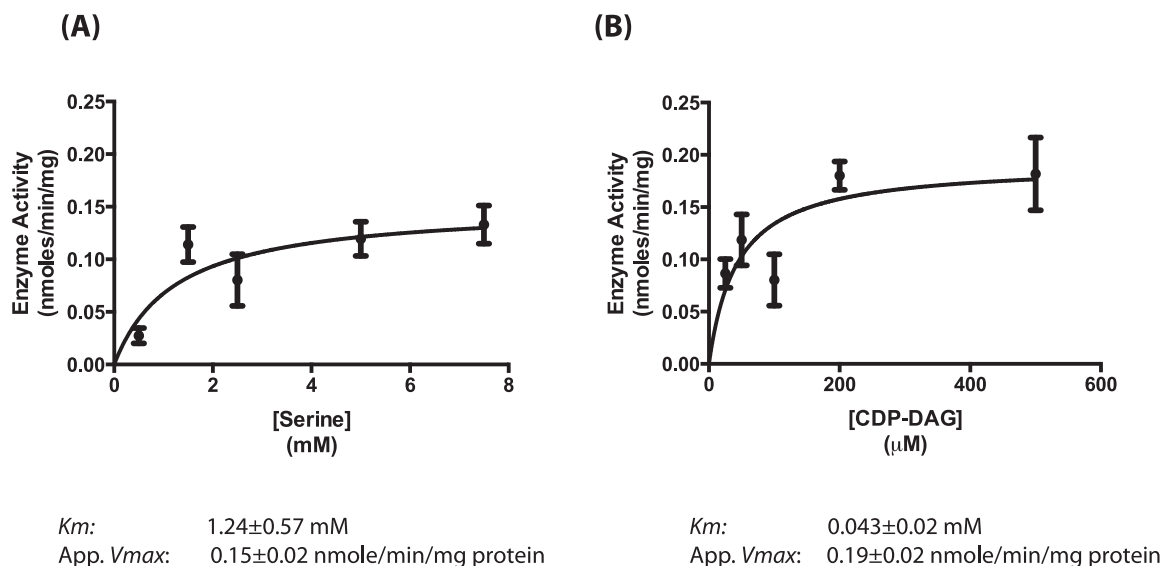 (A)
Enzyme Activity
(nmoles/min/mg)
0.25
0.20
0.15
0.10
0.05
0.00
0 2 4 6 8
[Serine]
(mM)
Km: 1.24±0.57 mM
App. Vmax: 0.15±0.02 nmole/min/mg protein
(B)
Enzyme Activity
(nmoles/min/mg)
0.25
0.20
0.15
0.10
0.05
0.00
0 200 400 600
[CDP-DAG]
(μM)
Km: 0.043±0.02 mM
App. Vmax: 0.19±0.02 nmole/min/mg protein